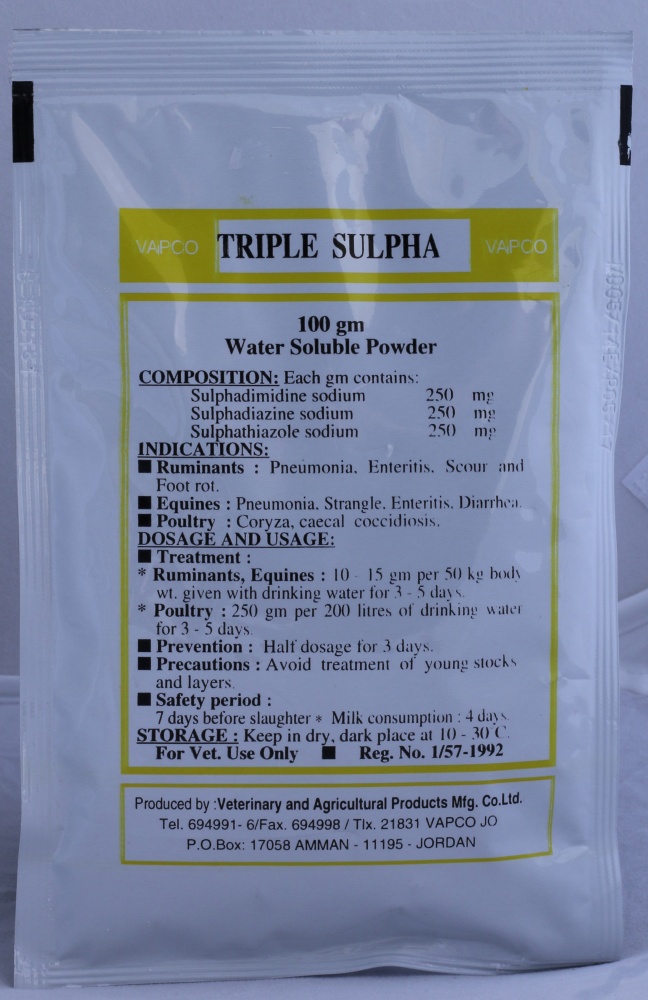 VAPCO TRIPLE SULPHA VAPCO
100 gm
Water Soluble Powder
COMPOSITION: Each gm contains:
Sulphadimidine sodium 250 mg
Sulphadiazine sodium 250 mg
Sulphathiazole sodium 250 mg
INDICATIONS:
■ Ruminants : Pneumonia, Enteritis, Scour and
Foot rot.
■ Equines : Pneumonia, Strangle, Enteritis, Diarrhea.
■ Poultry : Coryza, caecal coccidiosis.
DOSAGE AND USAGE:
■ Treatment :
* Ruminants, Equines : 10 - 15 gm per 50 kg body
wt. given with drinking water for 3 - 5 days.
* Poultry : 250 gm per 200 litres of drinking water
for 3 - 5 days.
■ Prevention : Half dosage for 3 days.
■ Precautions : Avoid treatment of young stocks
and layers.
■ Safety period :
7 days before slaughter * Milk consumption : 4 days.
STORAGE : Keep in dry, dark place at 10 - 30°C.
For Vet. Use Only ■ Reg. No. 1/57-1992
Produced by :Veterinary and Agricultural Products Mfg. Co.Ltd.
Tel. 694991- 6/Fax. 694998 / Tlx. 21831 VAPCO JO
P.O.Box: 17058 AMMAN - 11195 - JORDAN